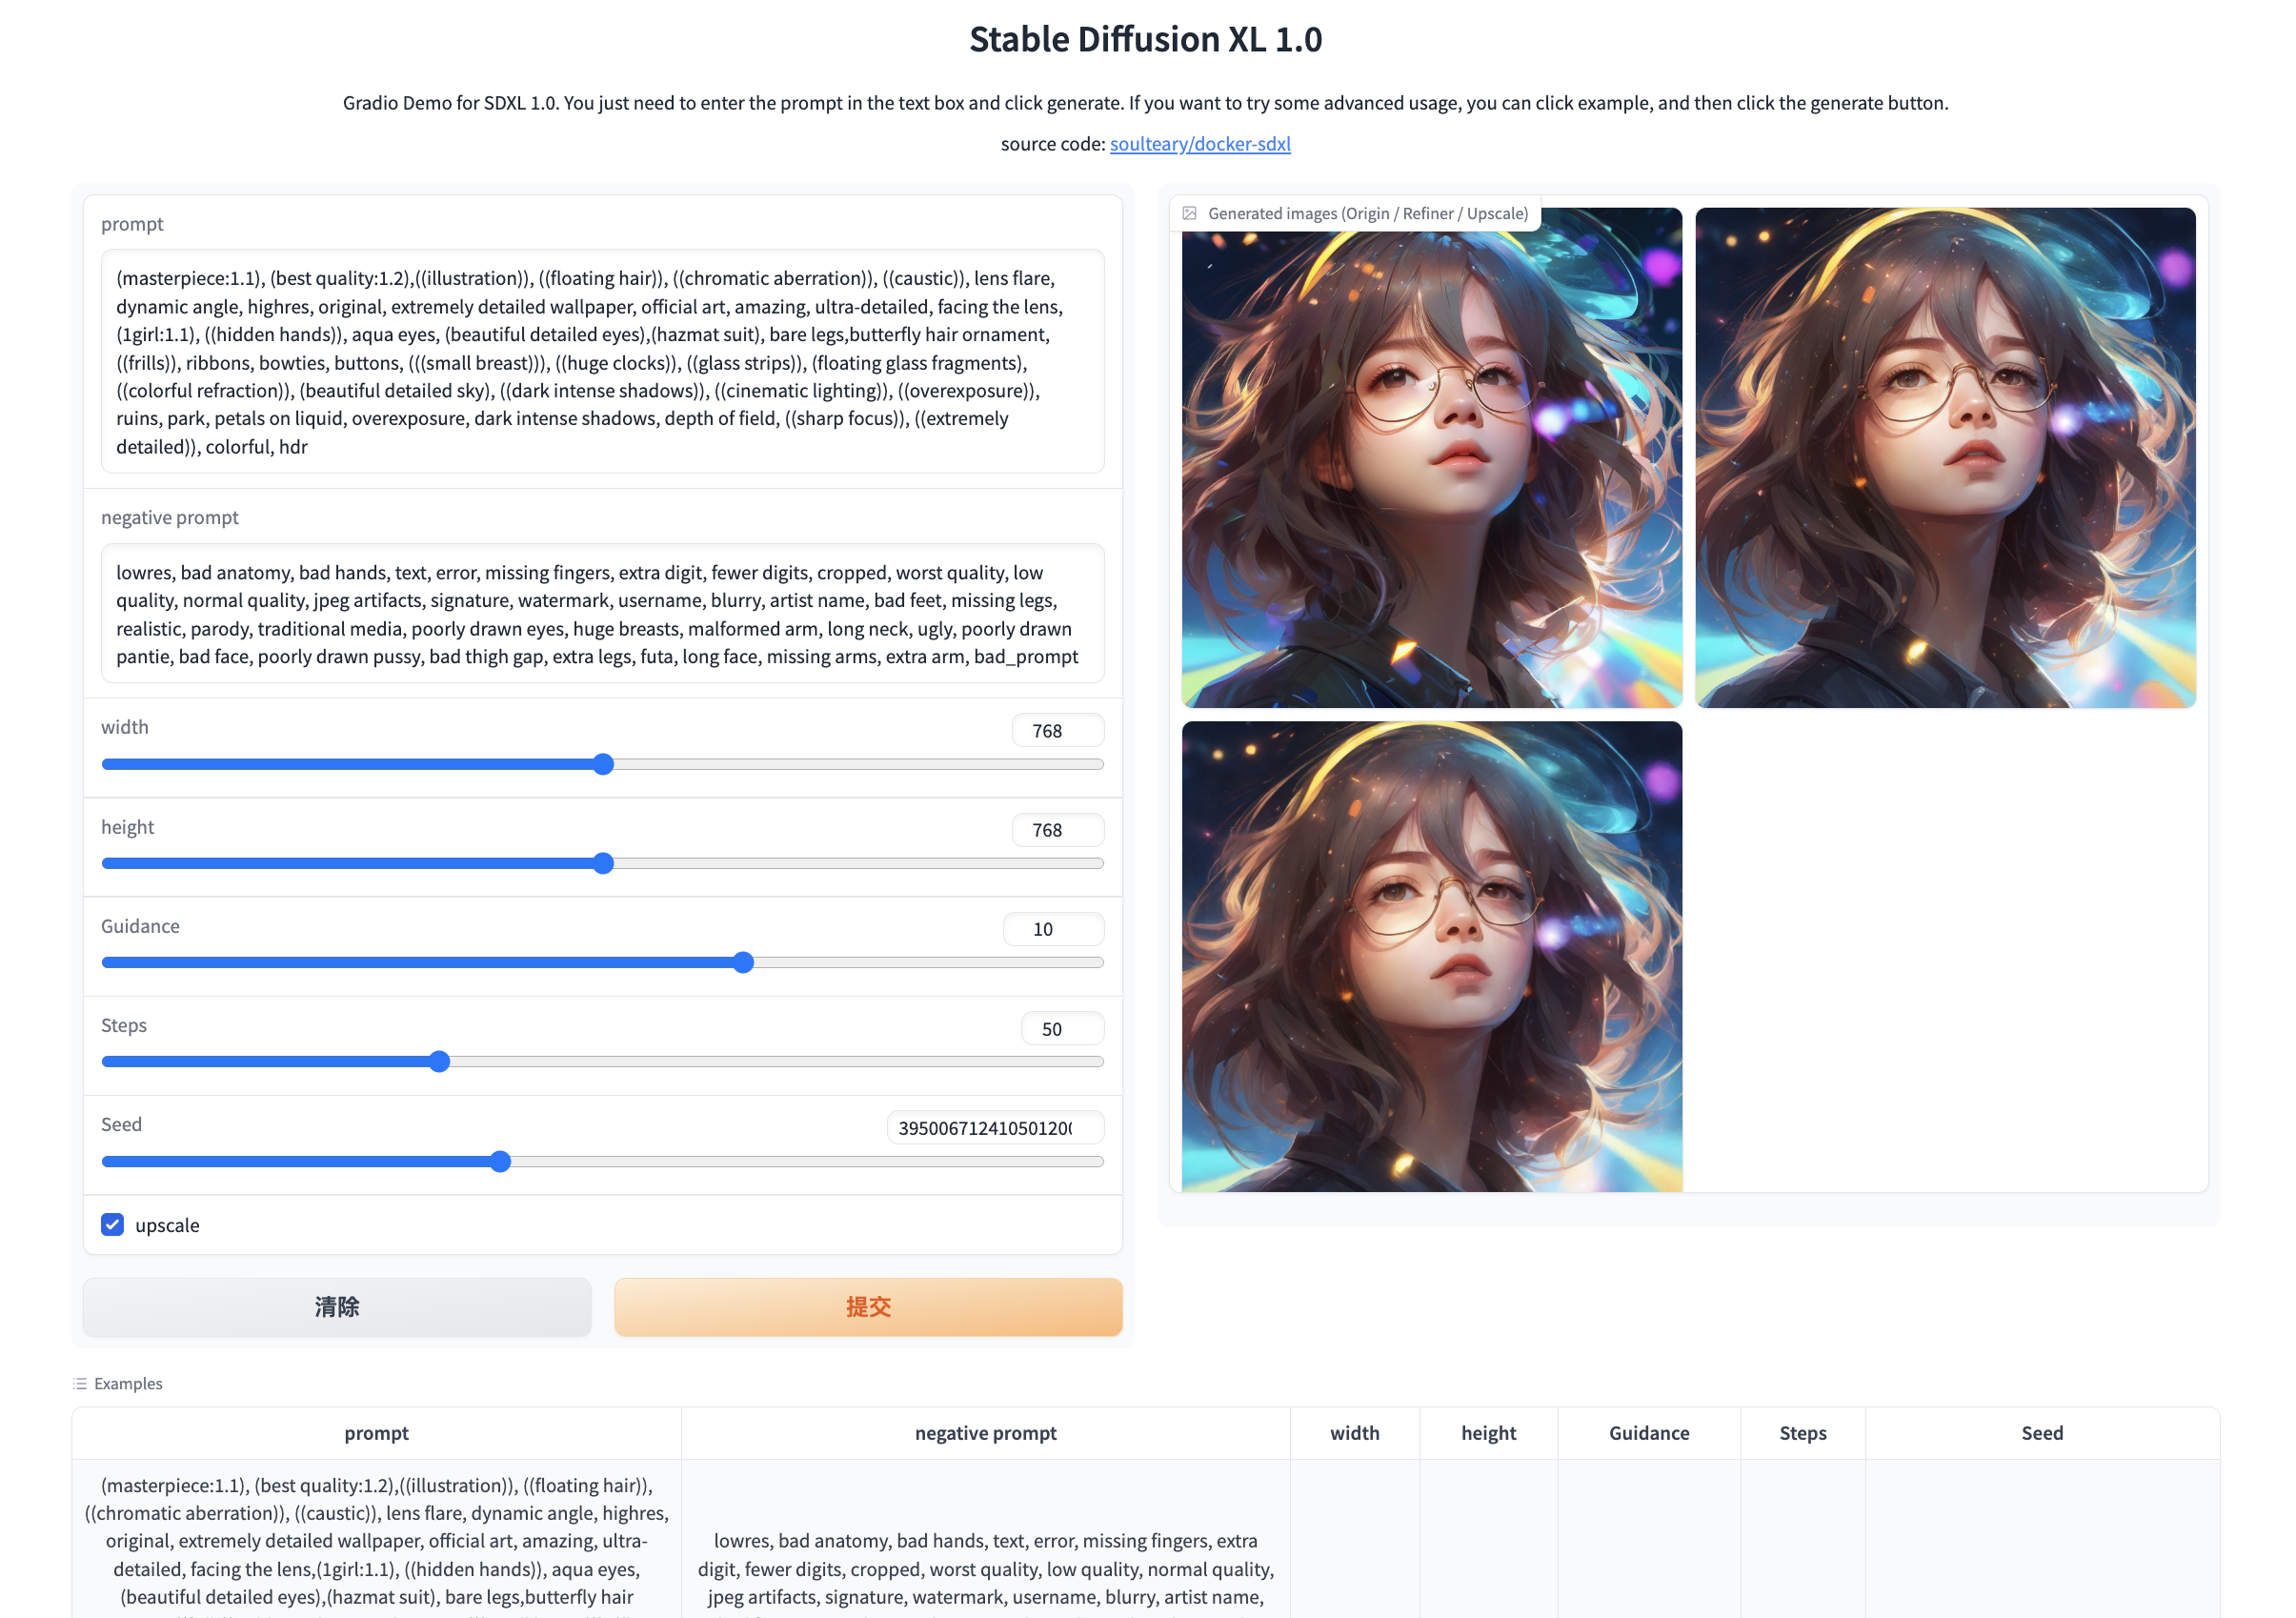 Stable Diffusion XL 1.0
Gradio Demo for SDXL 1.0. You just need to enter the prompt in the text box and click generate. If you want to try some advanced usage, you can click example, and then click the generate button.
source code: soulteary/docker-sdxl
prompt
(masterpiece:1.1), (best quality:1.2),((illustration)), ((floating hair)), ((chromatic aberration)), ((caustic)), lens flare,
dynamic angle, highres, original, extremely detailed wallpaper, official art, amazing, ultra-detailed, facing the lens,
(1girl:1.1), ((hidden hands)), aqua eyes, (beautiful detailed eyes),(hazmat suit), bare legs,butterfly hair ornament,
((frills)), ribbons, bowties, buttons, (((small breast))), ((huge clocks)), ((glass strips)), (floating glass fragments),
((colorful refraction)), (beautiful detailed sky), ((dark intense shadows)), ((cinematic lighting)), ((overexposure)),
ruins, park, petals on liquid, overexposure, dark intense shadows, depth of field, ((sharp focus)), ((extremely
detailed)), colorful, hdr
negative prompt
lowres, bad anatomy, bad hands, text, error, missing fingers, extra digit, fewer digits, cropped, worst quality, low
quality, normal quality, jpeg artifacts, signature, watermark, username, blurry, artist name, bad feet, missing legs,
realistic, parody, traditional media, poorly drawn eyes, huge breasts, malformed arm, long neck, ugly, poorly drawn
pantie, bad face, poorly drawn pussy, bad thigh gap, extra legs, futa, long face, missing arms, extra arm, bad_prompt
width
768
height
768
Guidance
10
Steps
50
Seed
3950067124105012
upscale
清除
提交
Generated images (Origin / Refiner / Upscale)
Examples
prompt
negative prompt
width
height
Guidance
Steps
Seed
(masterpiece:1.1), (best quality:1.2),((illustration)), ((floating hair)),
((chromatic aberration)), ((caustic)), lens flare, dynamic angle, highres,
original, extremely detailed wallpaper, official art, amazing, ultra-
detailed, facing the lens,(1girl:1.1), ((hidden hands)), aqua eyes,
(beautiful detailed eyes),(hazmat suit), bare legs,butterfly hair
lowres, bad anatomy, bad hands, text, error, missing fingers, extra
digit, fewer digits, cropped, worst quality, low quality, normal quality,
jpeg artifacts, signature, watermark, username, blurry, artist name,